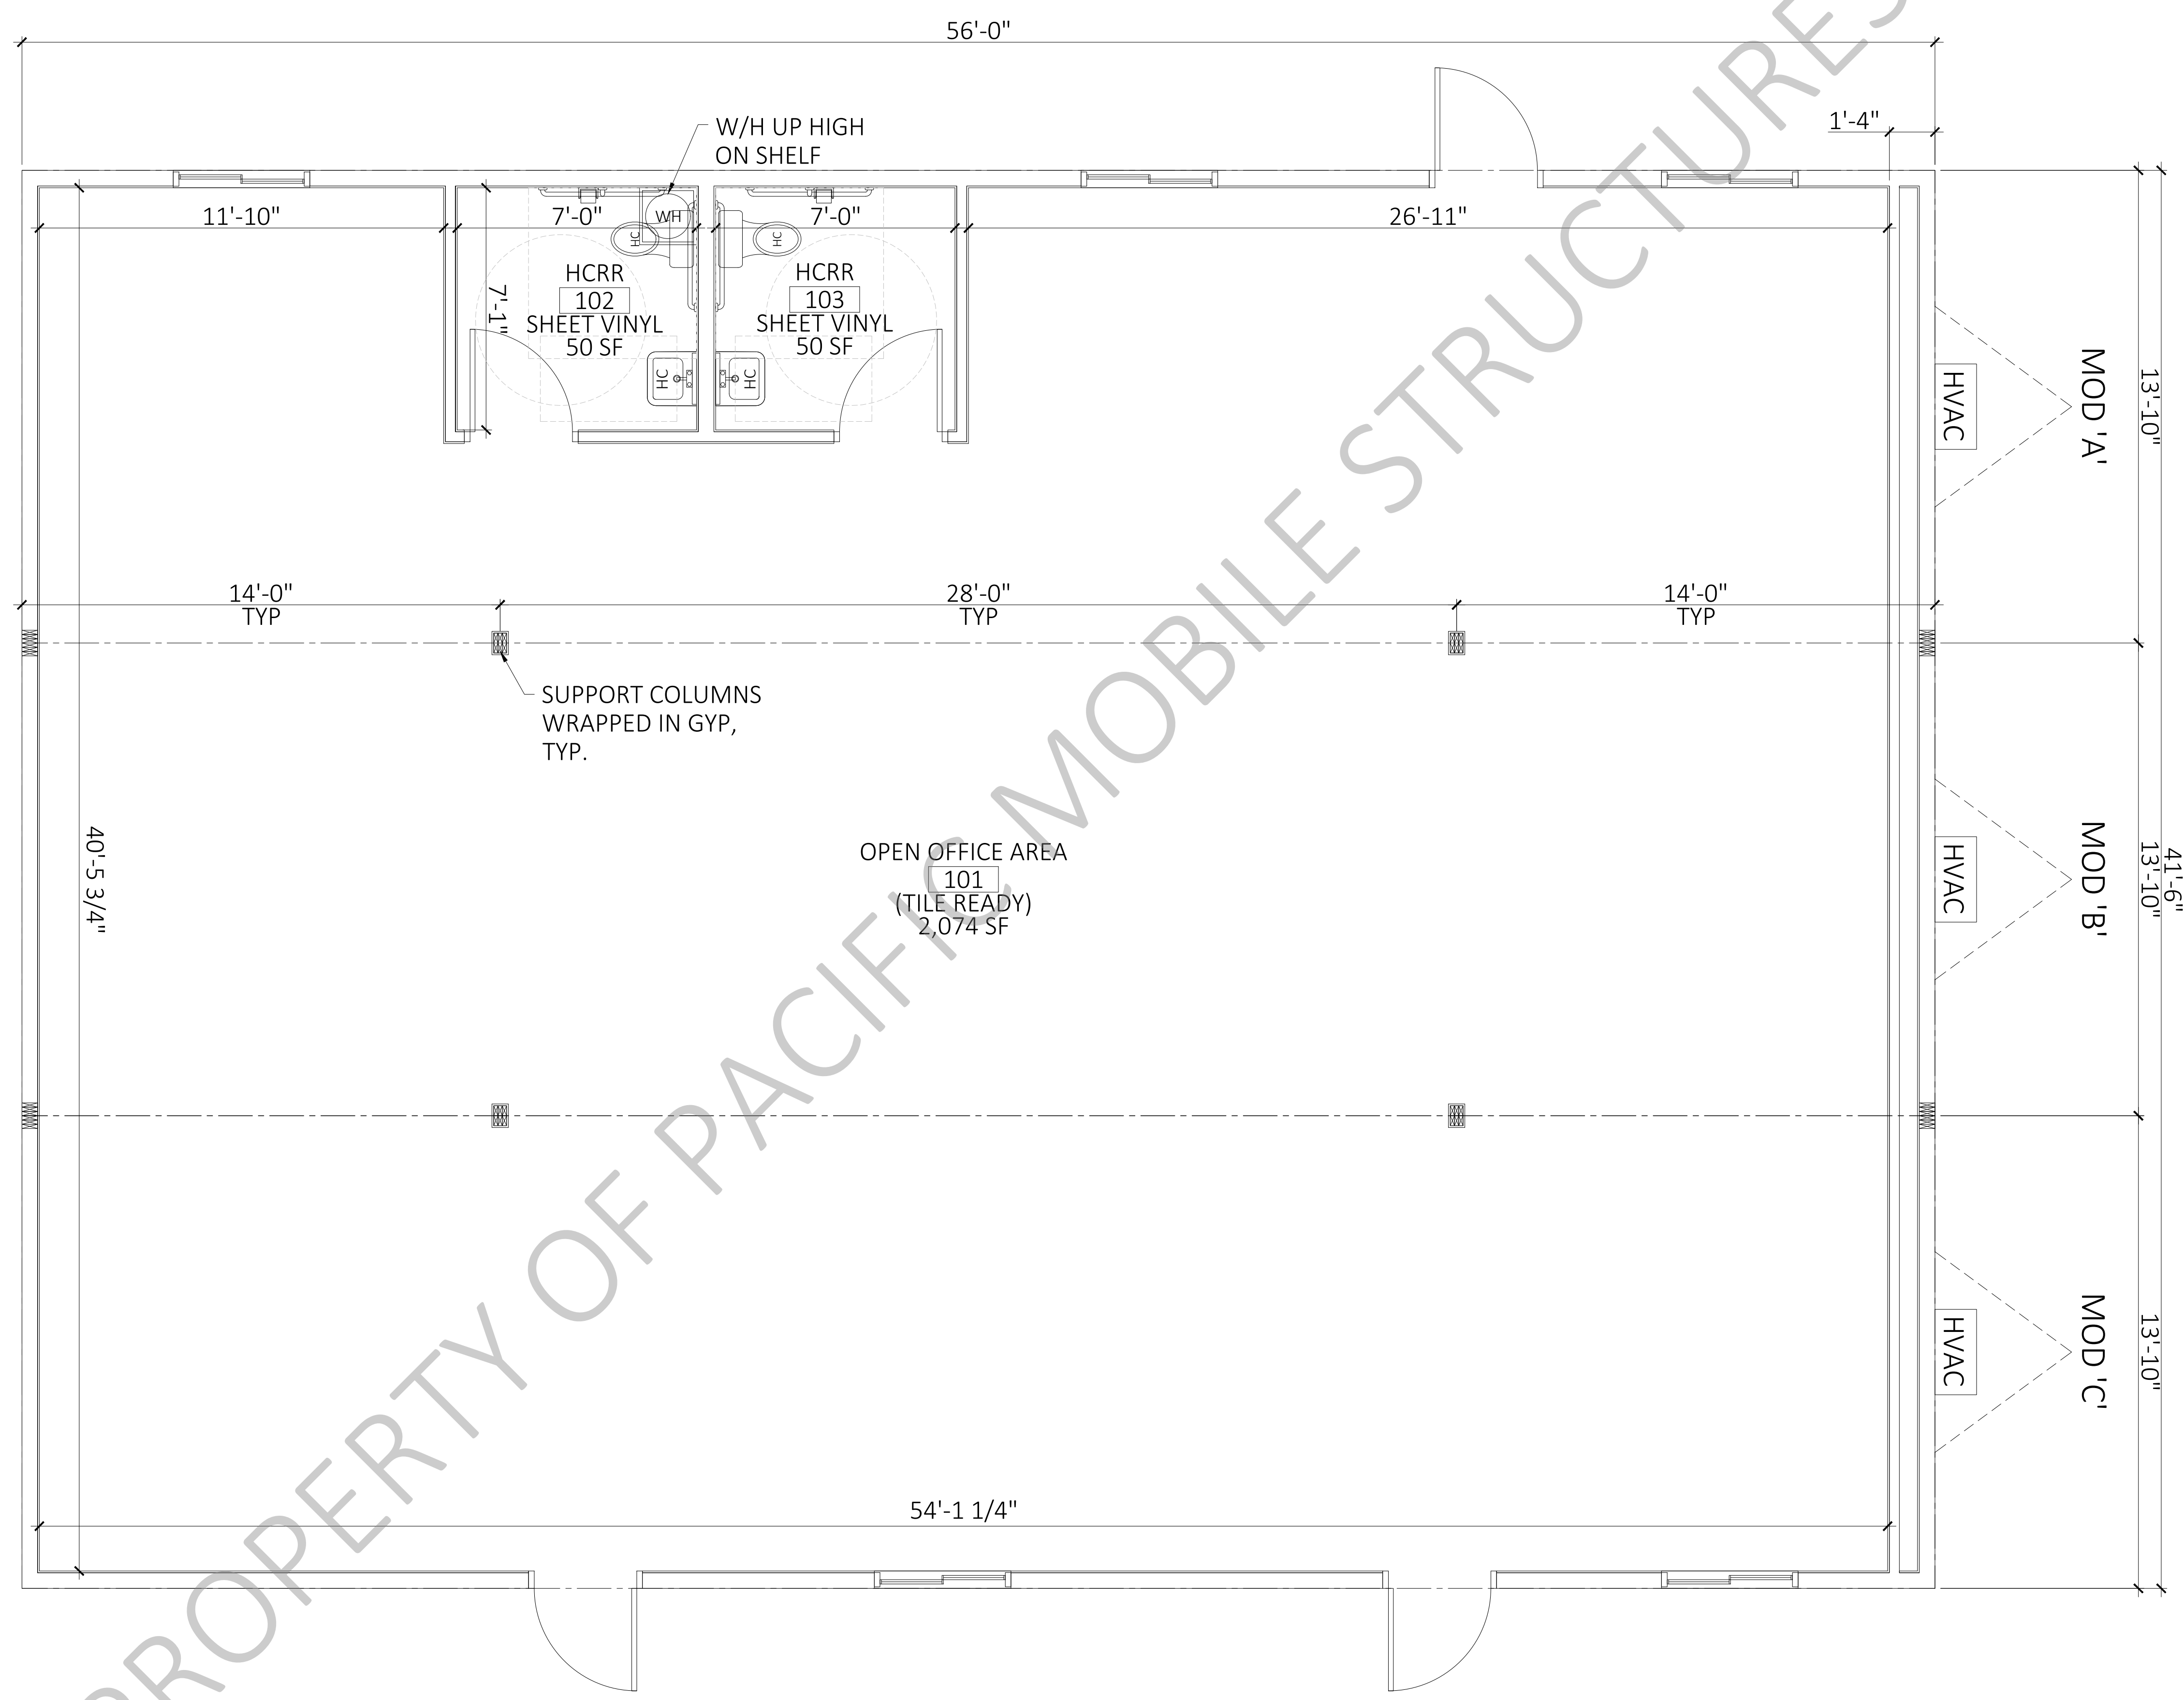 56'-0"
W/H UP HIGH
ON SHELF
1'-4"
11'-10"
7'-0"
WH
7'-0"
26'-11"
HC
HC
HCRR
102
SHEET VINYL
50 SF
7'-1"
HCRR
103
SHEET VINYL
50 SF
HC
HC
HVAC
MOD 'A'
13'-10"
14'-0"
TYP
28'-0"
TYP
14'-0"
TYP
SUPPORT COLUMNS
WRAPPED IN GYP,
TYP.
40'-5 3/4"
OPEN OFFICE AREA
101
(TILE READY)
2,074 SF
HVAC
MOD 'B'
13'-10"
41'-6"
HVAC
MOD 'C'
13'-10"
54'-1 1/4"
PROPERTY OF PACIFIC MOBILE STRUCTURES